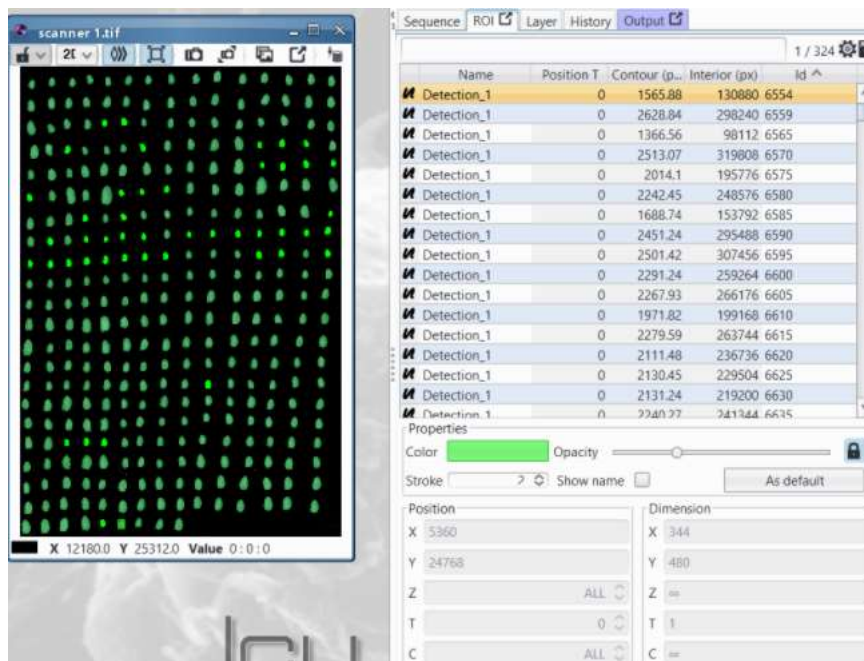 scanner 1.tif
Sequence ROI Layer History Output
1 / 324
Name Position T Contour (p... Interior (px) Id
Detection_1 0 1565.88 130880 6554
Detection_1 0 2628.84 298240 6559
Detection_1 0 1366.56 98112 6565
Detection_1 0 2513.07 319808 6570
Detection_1 0 2014.1 195776 6575
Detection_1 0 2242.45 248576 6580
Detection_1 0 1688.74 153792 6585
Detection_1 0 2451.24 295488 6590
Detection_1 0 2501.42 307456 6595
Detection_1 0 2291.24 259264 6600
Detection_1 0 2267.93 266176 6605
Detection_1 0 1971.82 199168 6610
Detection_1 0 2279.59 263744 6615
Detection_1 0 2111.48 236736 6620
Detection_1 0 2130.45 229504 6625
Detection_1 0 2131.24 219200 6630
Detection_1 0 2240.27 241344 6635
Properties
Color Opacity
Stroke 2 Show name As default
Position Dimension
X 5360 X 344
Y 24768 Y 480
Z ALL Z ∞
T 0 T 1
C ALL C ∞
X 12180.0 Y 25312.0 Value 0:0:0